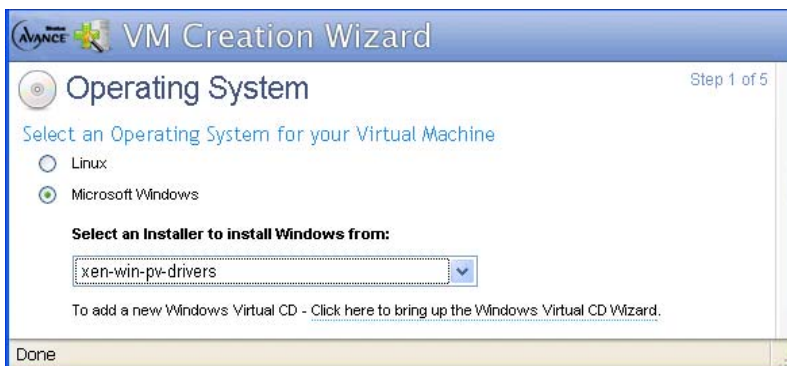 AVANCE VM Creation Wizard
Operating System
Step 1 of 5
Select an Operating System for your Virtual Machine
Linux
Microsoft Windows
Select an Installer to install Windows from:
xen-win-pv-drivers
To add a new Windows Virtual CD - Click here to bring up the Windows Virtual CD Wizard.
Done